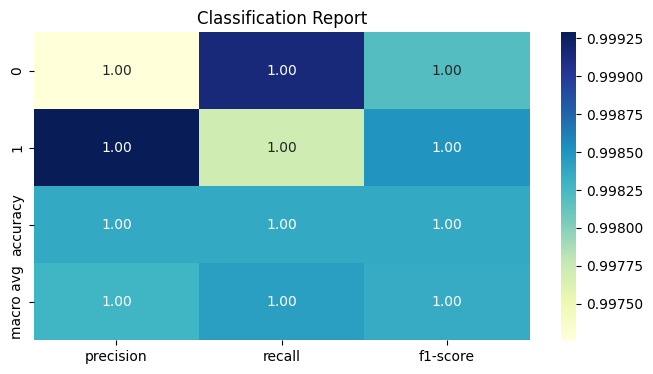 Classification Report
0 1.00 1.00 1.00
1 1.00 1.00 1.00
accuracy 1.00 1.00 1.00
macro avg 1.00 1.00 1.00
precision recall f1-score
0.99925
0.99900
0.99875
0.99850
0.99825
0.99800
0.99775
0.99750